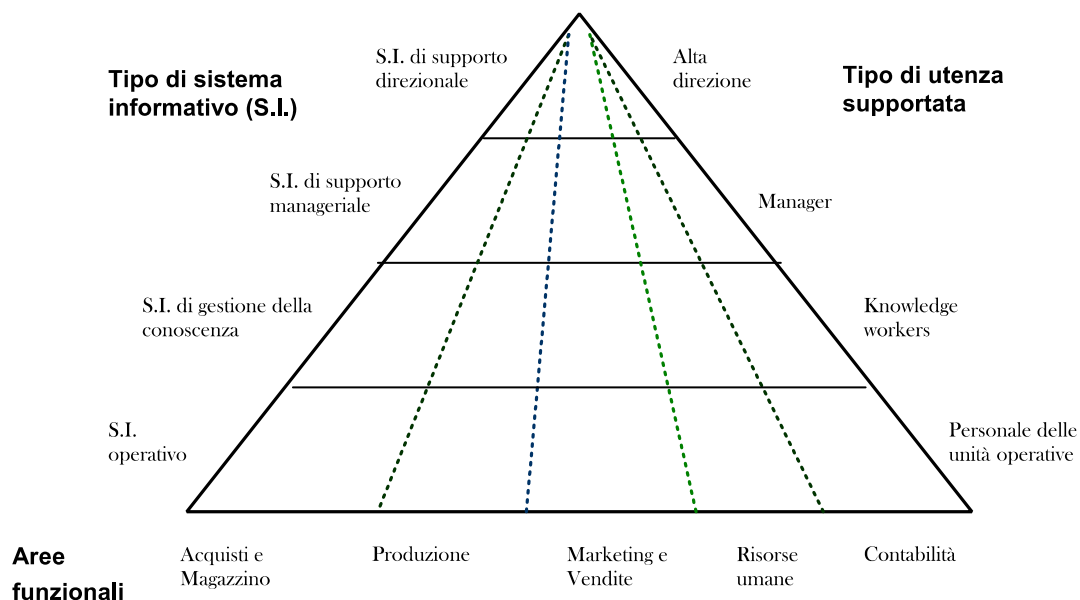 S.I. di supporto
direzionale
Alta
direzione
Tipo di sistema
informativo (S.I.)
Tipo di utenza
supportata
S.I. di supporto
manageriale
Manager
S.I. di gestione della
conoscenza
Knowledge
workers
S.I.
operativo
Personale delle
unità operative
Aree
funzionali
Acquisti e
Magazzino
Produzione
Marketing e
Vendite
Risorse
umane
Contabilità